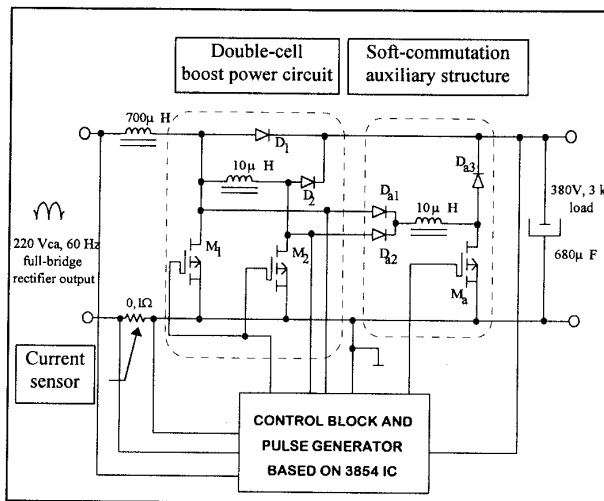 Double-cell
boost power circuit
Soft-commutation
auxiliary structure
700μ H
D1
10μ H
D2
Da3
Da1
10μ H
Da2
380V, 3 k
load
680μ F
220 Vca, 60 Hz
full-bridge
rectifier output
M1
M2
Ma
0,1Ω
Current
sensor
CONTROL BLOCK AND
PULSE GENERATOR
BASED ON 3854 IC